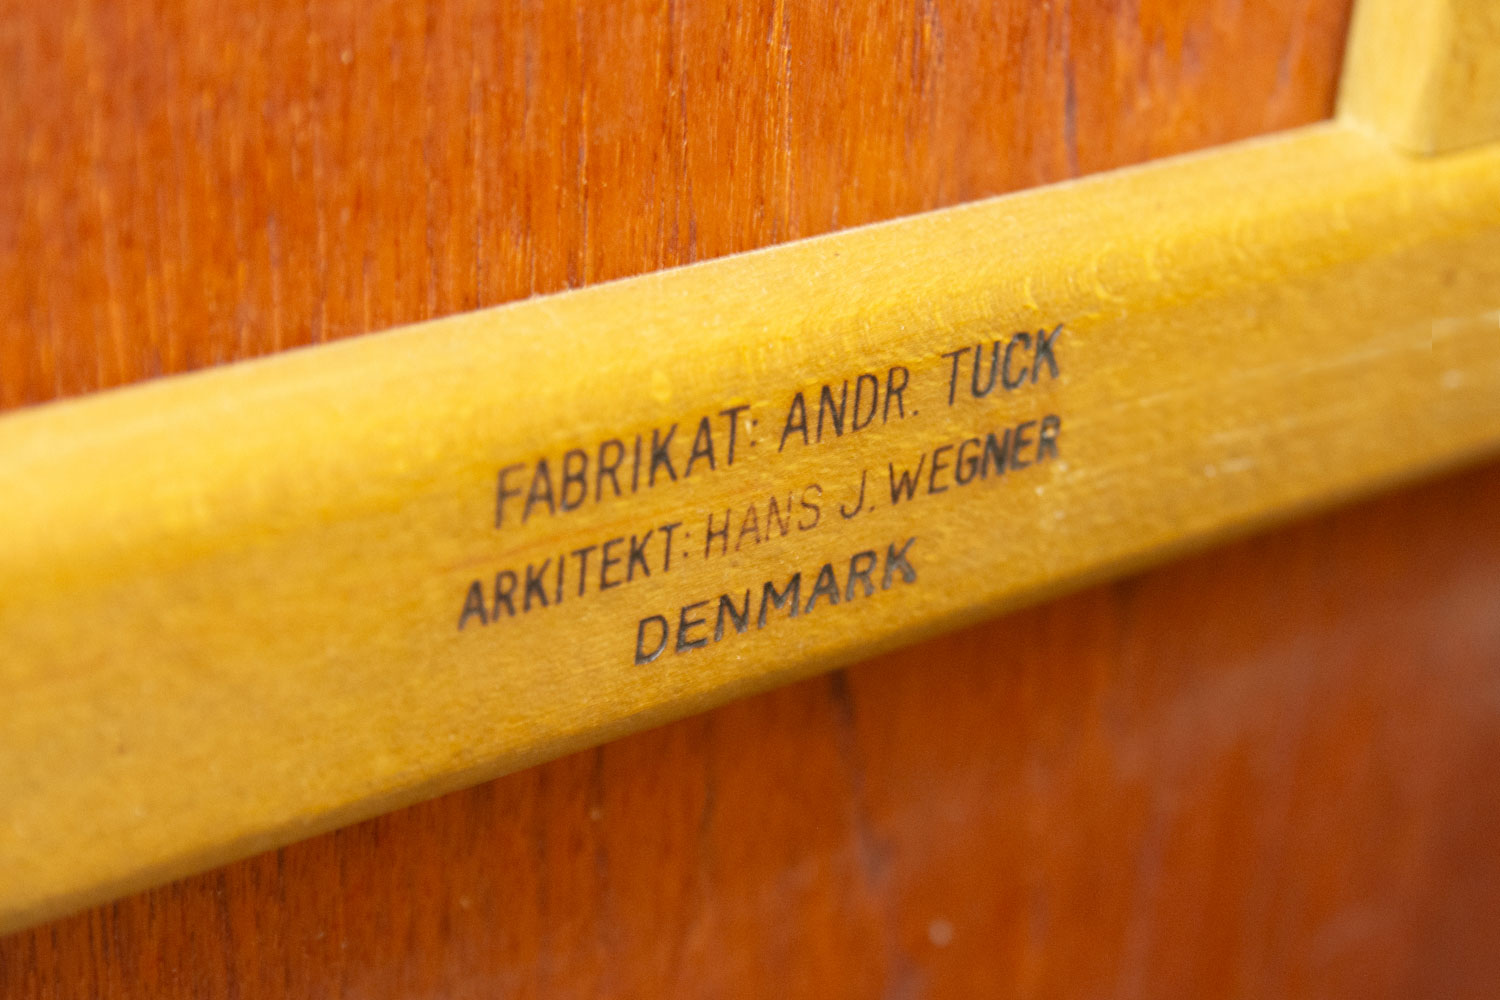 FABRIKAT: ANDR. TUCK
ARKITEKT: HANS J. WEGNER
DENMARK